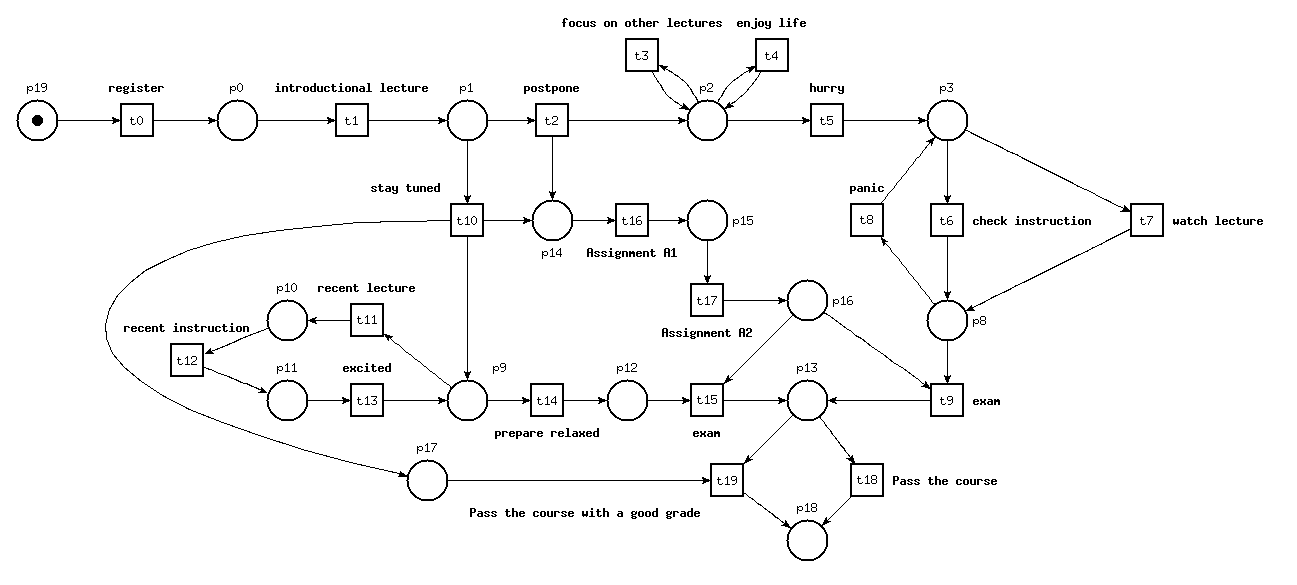 focus on other lectures enjoy life
t3 t4
p19 register p0 introductional lecture p1 postpone p2 hurry p3
t0 t1 t2 t5
stay tuned panic
t10 p14 t16 p15 t8 t6 check instruction t7 watch lecture
Assignment A1
p10 recent lecture t17 p16
t11 p8
recent instruction Assignment A2
t12
p11 excited p9 p12 p13
t13 t14 t15 t9 exam
prepare relaxed exam
p17
t19 t18 Pass the course
Pass the course with a good grade p18